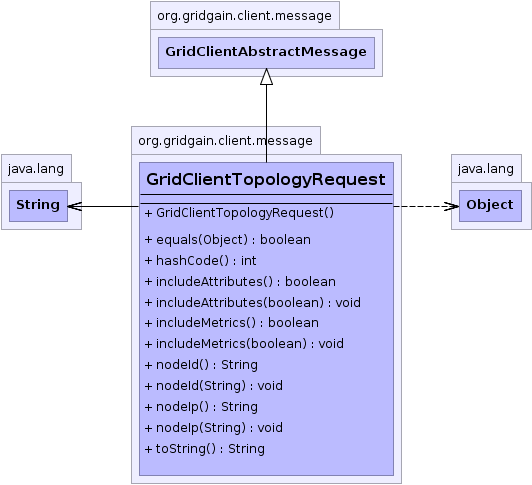 org.gridgain.client.message
GridClientAbstractMessage
org.gridgain.client.message
java.lang
String
GridClientTopologyRequest
+ GridClientTopologyRequest()
+ equals(Object) : boolean
+ hashCode() : int
+ includeAttributes() : boolean
+ includeAttributes(boolean) : void
+ includeMetrics() : boolean
+ includeMetrics(boolean) : void
+ nodeId() : String
+ nodeId(String) : void
+ nodeIp() : String
+ nodeIp(String) : void
+ toString() : String
java.lang
Object